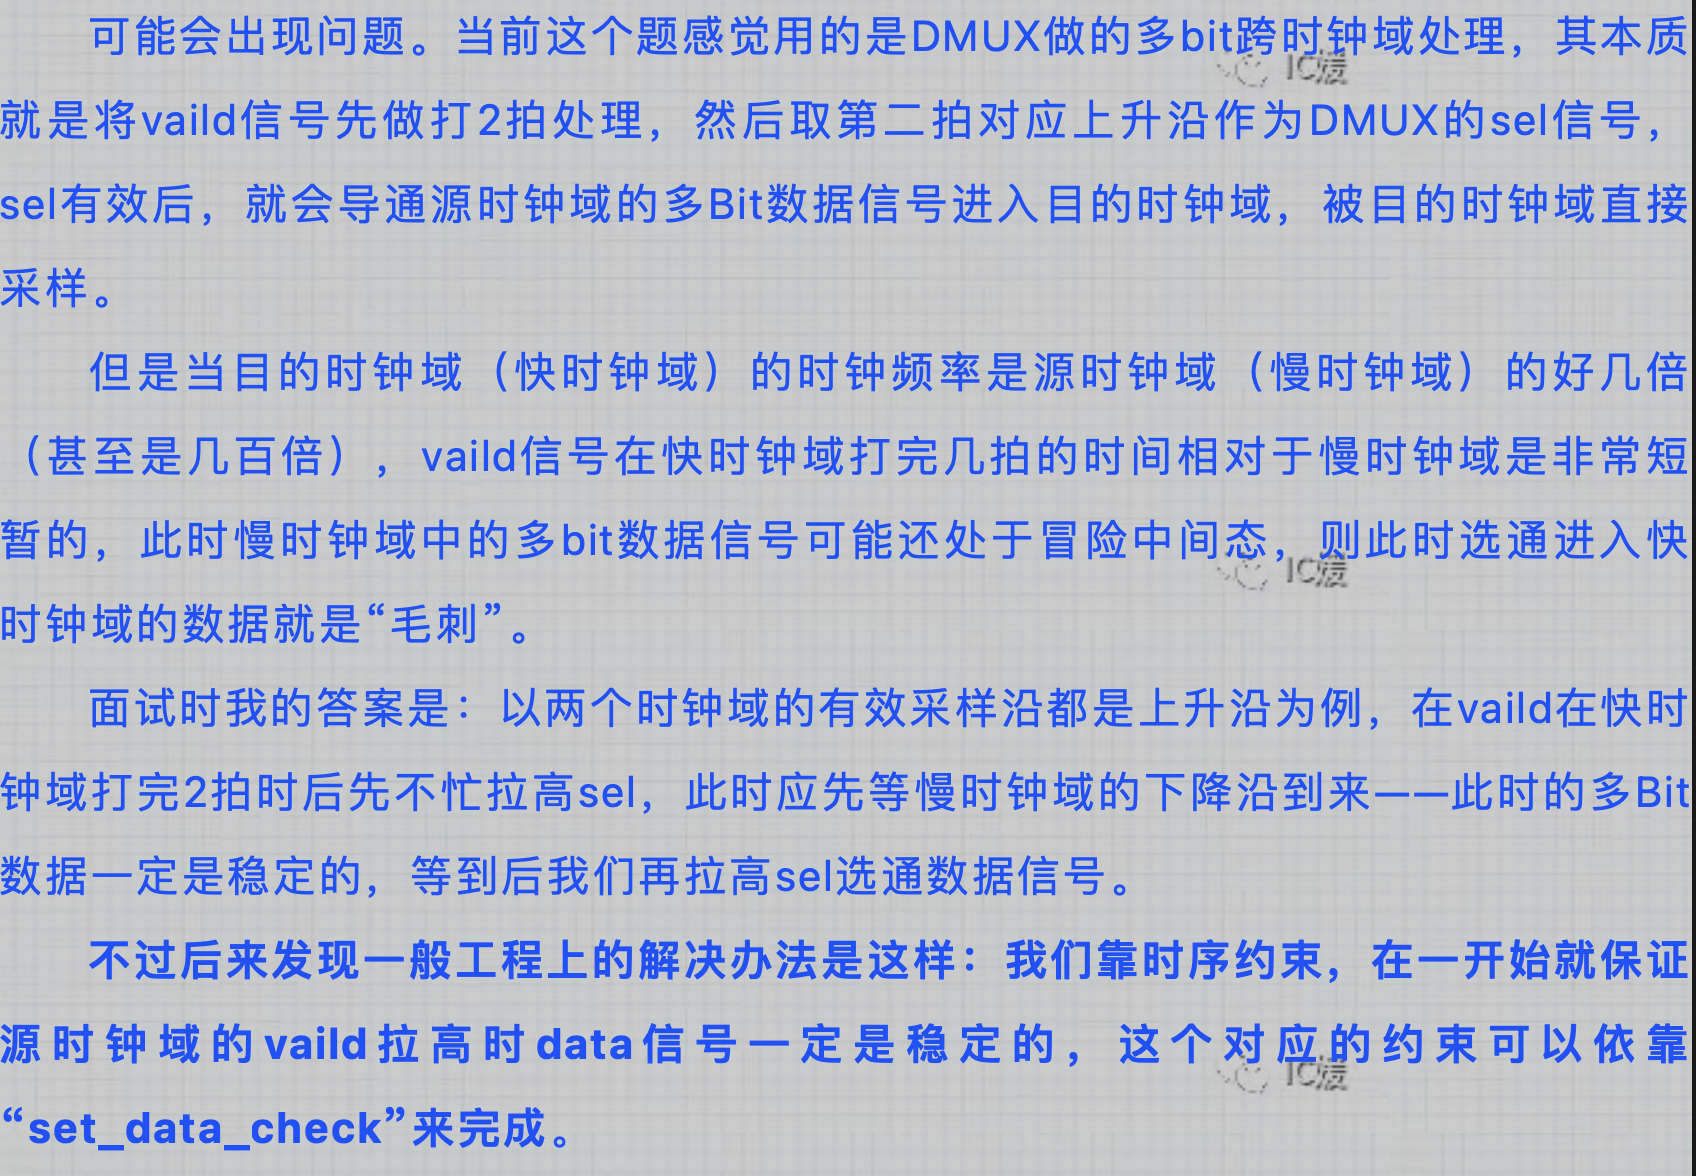 可能会出现问题。当前这个题感觉用的是DMUX做的多bit跨时钟域处理，其本质
就是将vaild信号先做打2拍处理，然后取第二拍对应上升沿作为DMUX的sel信号，
sel有效后，就会导通源时钟域的多Bit数据信号进入目的时钟域，被目的时钟域直接
采样。
但是当目的时钟域（快时钟域）的时钟频率是源时钟域（慢时钟域）的好几倍
（甚至是几百倍），vaild信号在快时钟域打完几拍的时间相对于慢时钟域是非常短
暂的，此时慢时钟域中的多bit数据信号可能还处于冒险中间态，则此时选通进入快
时钟域的数据就是“毛刺”。
面试时我的答案是：以两个时钟域的有效采样沿都是上升沿为例，在vaild在快时
钟域打完2拍时后先不忙拉高sel，此时应先等慢时钟域的下降沿到来——此时的多Bit
数据一定是稳定的，等到后我们再拉高sel选通数据信号。
不过后来发现一般工程上的解决办法是这样：我们靠时序约束，在一开始就保证
源时钟域的vaild拉高时data信号一定是稳定的，这个对应的约束可以依靠
“set_data_check”来完成。